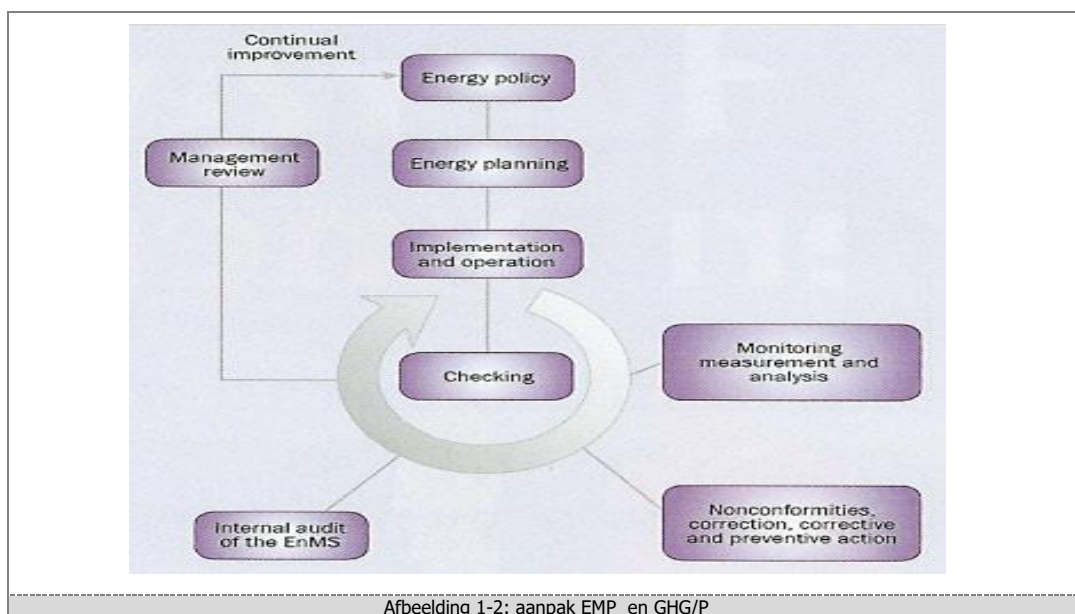 Continual
improvement
Energy policy
Management
review
Energy planning
Implementation
and operation
Checking
Monitoring
measurement and
analysis
Internal audit
of the EnMS
Nonconformities,
correction, corrective
and preventive action
Afbeelding 1-2: aanpak EMP en GHG/P